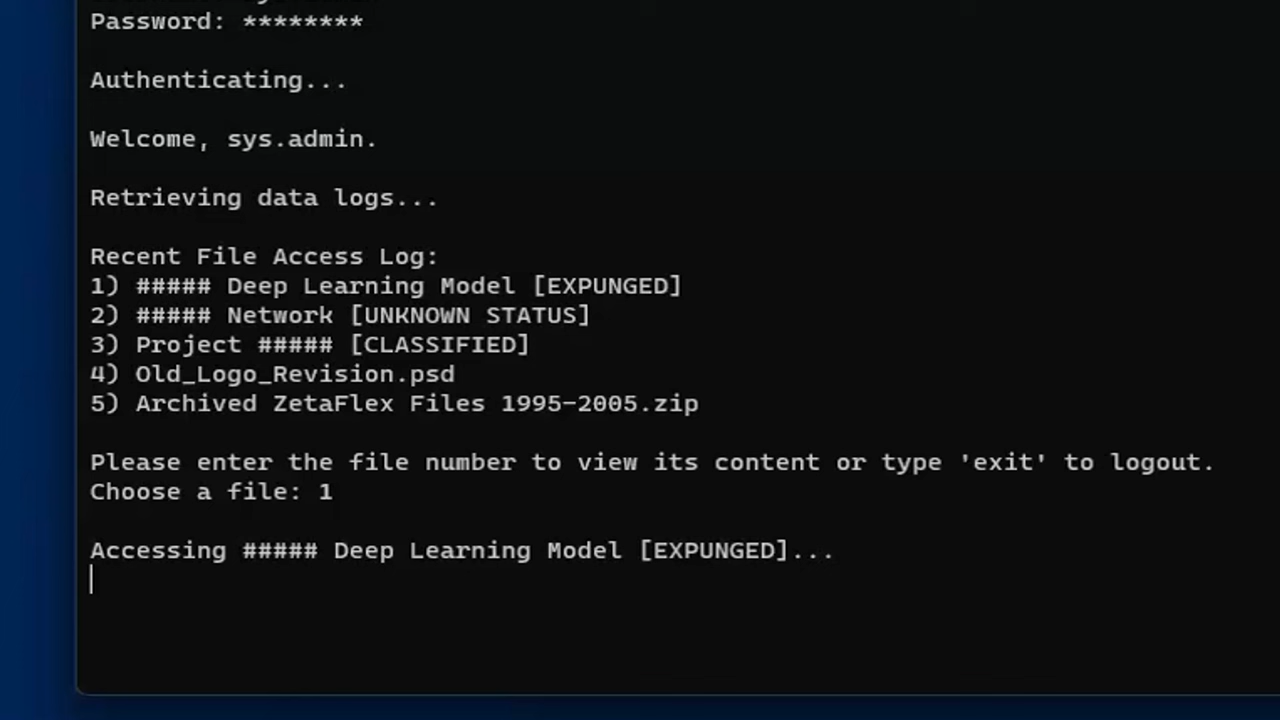 Password: ********
Authenticating...
Welcome, sys.admin.
Retrieving data logs...
Recent File Access Log:
1) ##### Deep Learning Model [EXPUNGED]
2) ##### Network [UNKNOWN STATUS]
3) Project ##### [CLASSIFIED]
4) Old_Logo_Revision.psd
5) Archived ZetaFlex Files 1995-2005.zip
Please enter the file number to view its content or type 'exit' to logout.
Choose a file: 1
Accessing ##### Deep Learning Model [EXPUNGED]...